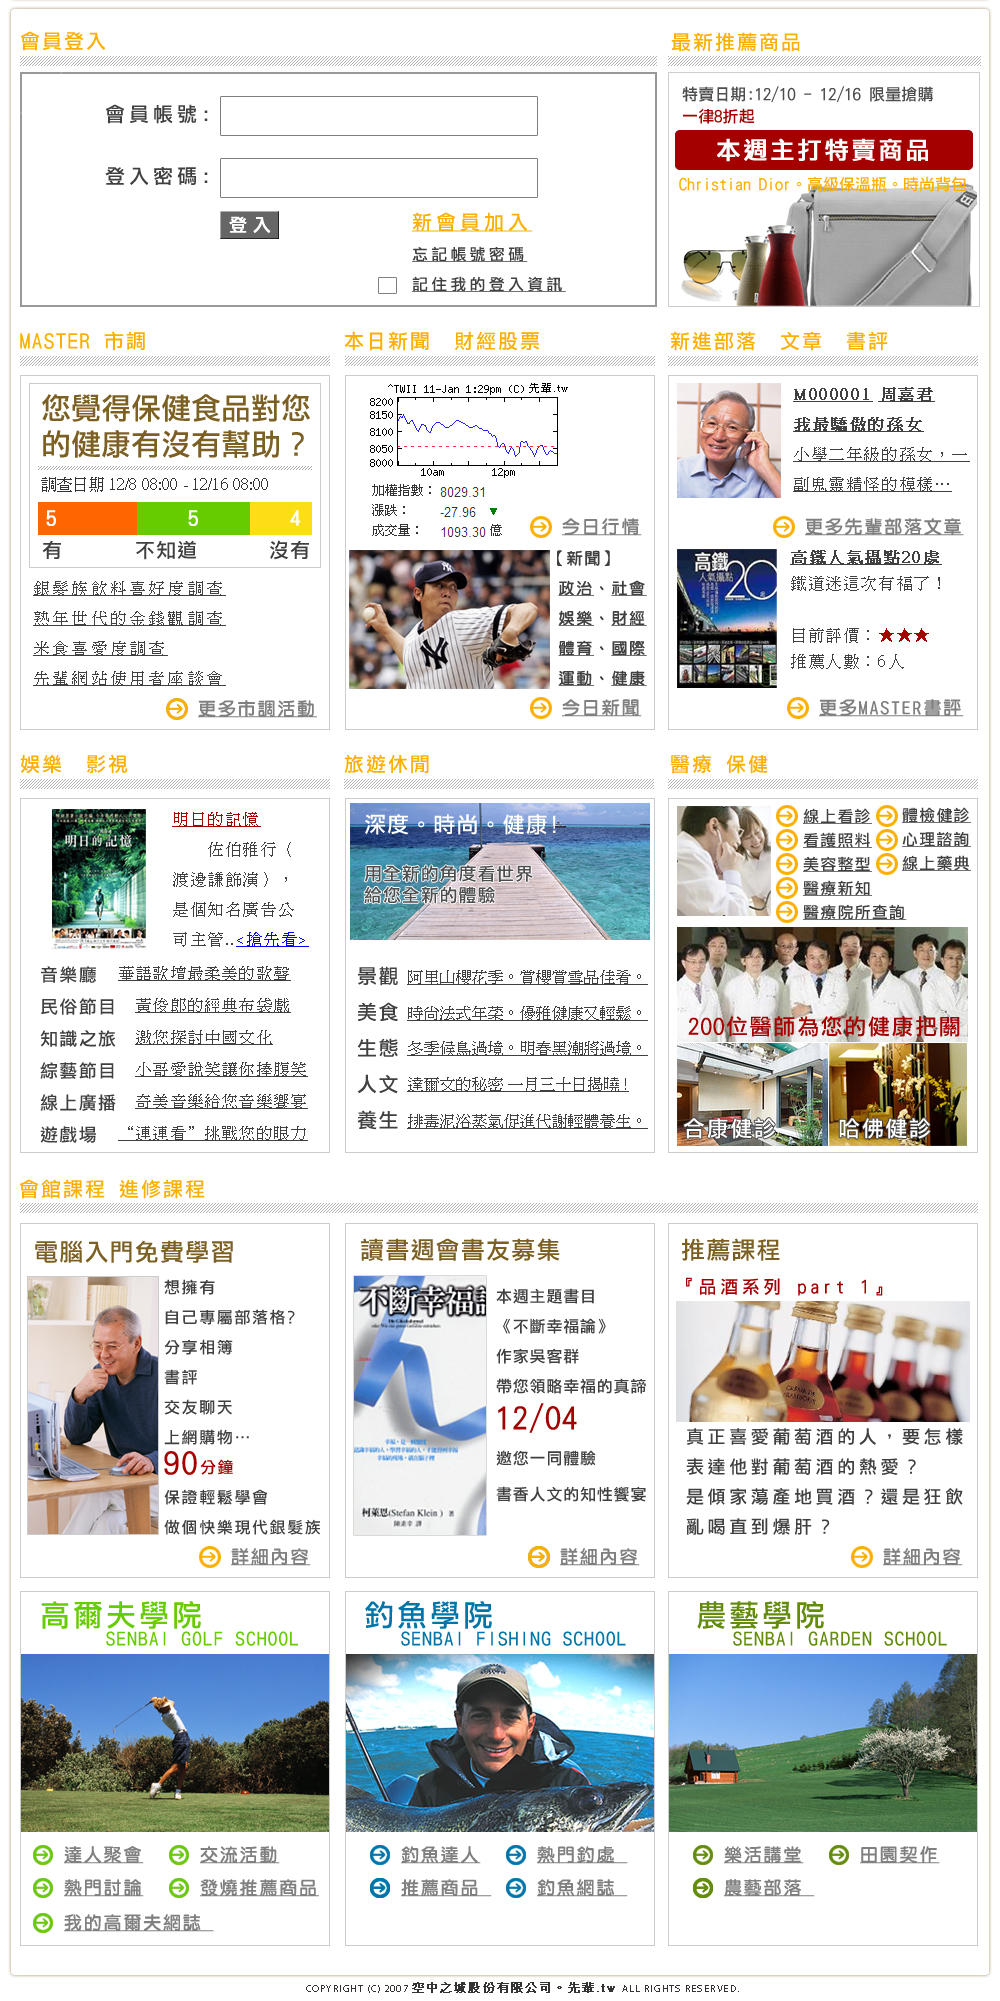 會員登入
會員帳號:
登入密碼:
登入
新會員加入
忘記帳號密碼
記住我的登入資訊
最新推薦商品
特賣日期:12/10 - 12/16 限量搶購
一律8折起
本週主打特賣商品
Christian Dior。高級保溫瓶。時尚背包
MASTER 市調
您覺得保健食品對您
的健康有沒有幫助？
調查日期 12/8 08:00 - 12/16 08:00
5 5 4
有 不知道 沒有
銀髮族飲料喜好度調查
熟年世代的金錢觀調查
米食喜愛度調查
先輩網站使用者座談會
更多市調活動
本日新聞 財經股票
^TWII 11-Jan 1:29pm (C) 先輩.tw
8200
8150
8100
8050
8000
10am 12pm
加權指數： 8029.31
漲跌： -27.96 ▼
成交量： 1093.30 億
今日行情
【新聞】
政治、社會
娛樂、財經
體育、國際
運動、健康
今日新聞
新進部落 文章 書評
M000001 周嘉君
我最驕傲的孫女
小學二年級的孫女，一
副鬼靈精怪的模樣…
更多先輩部落文章
高鐵
人氣攝點
20
高鐵人氣攝點20處
鐵道迷這次有福了！
目前評價：★★★
推薦人數：6人
更多MASTER書評
娛樂 影視
明日的記憶
明日的記憶
佐伯雅行（
渡邊謙飾演），
是個知名廣告公
司主管..<搶先看>
音樂廳 華語歌壇最柔美的歌聲
民俗節目 黃俊郎的經典布袋戲
知識之旅 邀您探討中國文化
綜藝節目 小哥愛說笑讓你捧腹笑
線上廣播 奇美音樂給您音樂饗宴
遊戲場 “連連看”挑戰您的眼力
旅遊休閒
深度。時尚。健康!
用全新的角度看世界
給您全新的體驗
景觀 阿里山櫻花季。賞櫻賞雪品佳肴。
美食 時尚法式年菜。優雅健康又輕鬆。
生態 冬季候鳥過境。明春黑潮將過境。
人文 達爾文的秘密 一月三十日揭曉!
養生 排毒泥浴蒸氣促進代謝輕體養生。
醫療 保健
線上看診 體檢健診
看護照料 心理諮詢
美容整型 線上藥典
醫療新知
醫療院所查詢
200位醫師為您的健康把關
合康健診 哈佛健診
會館課程 進修課程
電腦入門免費學習
想擁有
自己專屬部落格?
分享相簿
書評
交友聊天
上網購物…
90分鐘
保證輕鬆學會
做個快樂現代銀髮族
詳細內容
讀書週會書友募集
不斷幸福論
柯萊恩(Stefan Klein) 著
陳素幸 譯
本週主題書目
《不斷幸福論》
作家吳客群
帶您領略幸福的真諦
12/04
邀您一同體驗
書香人文的知性饗宴
詳細內容
推薦課程
『品酒系列 part 1』
真正喜愛葡萄酒的人，要怎樣
表達他對葡萄酒的熱愛？
是傾家蕩產地買酒？還是狂飲
亂喝直到爆肝？
詳細內容
高爾夫學院
SENBAI GOLF SCHOOL
達人聚會 交流活動
熱門討論 發燒推薦商品
我的高爾夫網誌
釣魚學院
SENBAI FISHING SCHOOL
釣魚達人 熱門釣處
推薦商品 釣魚網誌
農藝學院
SENBAI GARDEN SCHOOL
樂活講堂 田園契作
農藝部落
COPYRIGHT (C) 2007 空中之城股份有限公司。先輩.tw ALL RIGHTS RESERVED.